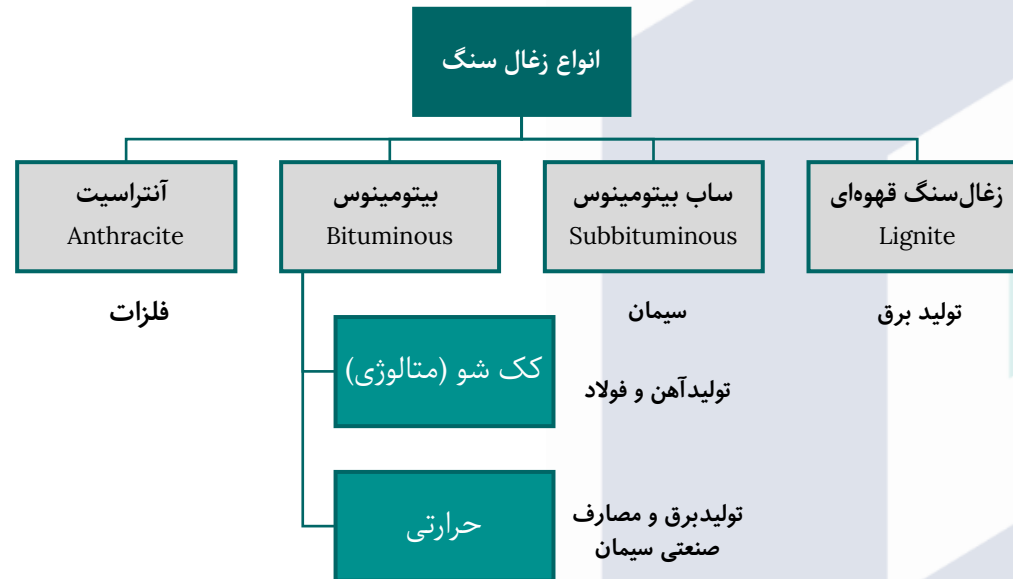 انواع زغال سنگ
زغال‌سنگ قهوه‌ای
Lignite
ساب بیتومینوس
Subbituminous
بیتومینوس
Bituminous
آنتراسیت
Anthracite
تولید برق
سیمان
فلزات
کک شو (متالوژی)
تولیدآهن و فولاد
حرارتی
تولیدبرق و مصارف
صنعتی سیمان